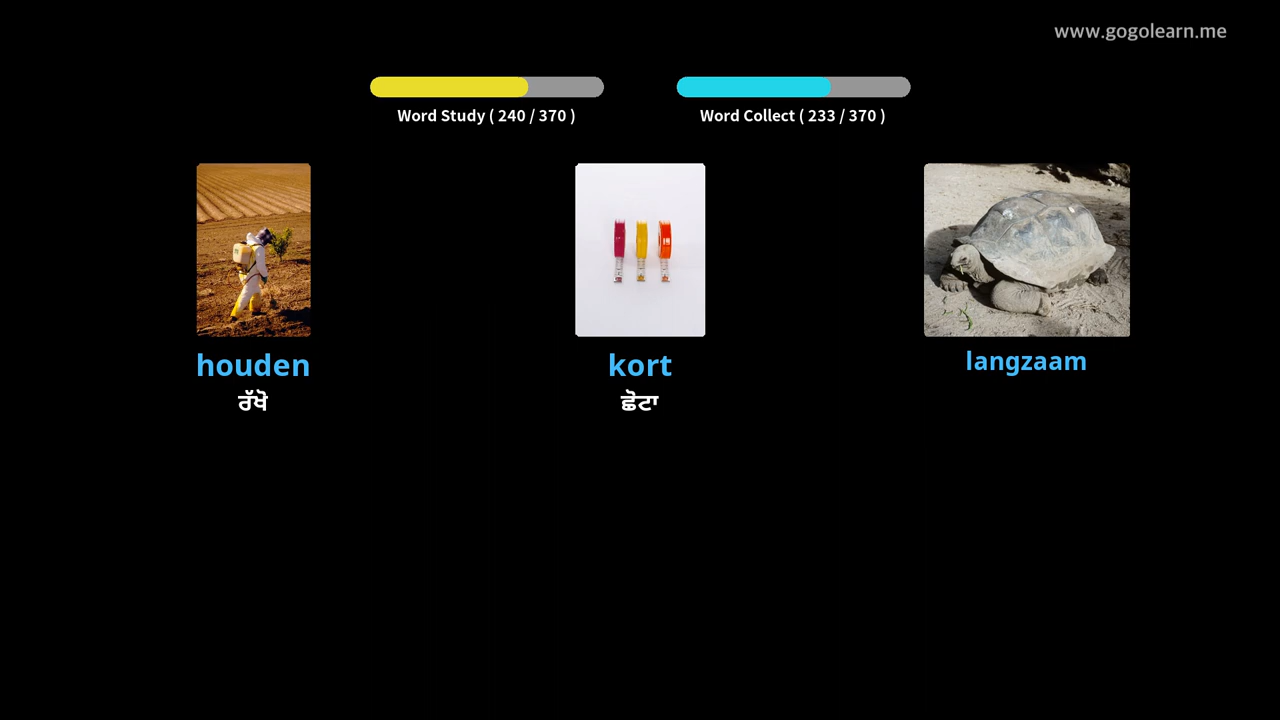 www.gogolearn.me
Word Study ( 240 / 370 )
Word Collect ( 233 / 370 )
houden
ਰੱਖੋ
kort
ਛੋਟਾ
langzaam